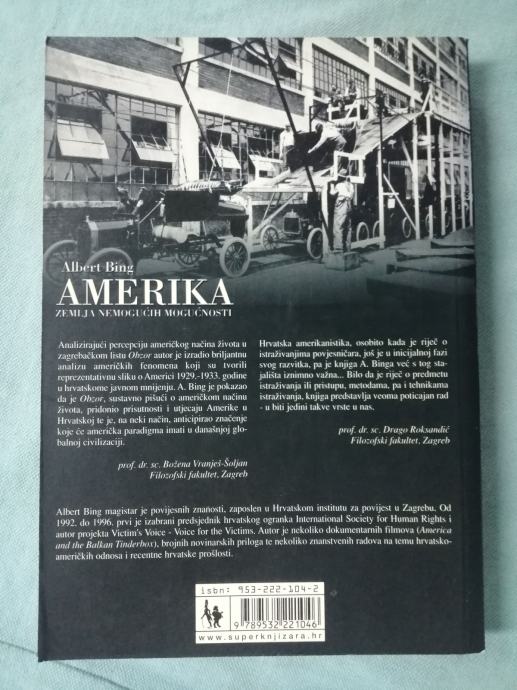 Albert Bing
AMERIKA
ZEMLJA NEMOGUĆIH MOGUĆNOSTI
Analizirajući percepciju američkog načina života u
zagrebačkom listu Obzor autor je izradio briljantnu
analizu američkih fenomena koji su tvorili
reprezentativnu sliku o Americi 1929.-1933. godine
u hrvatskome javnom mnijenju. A. Bing je pokazao
da je Obzor, sustavno pišući o američkom načinu
života, pridonio prisutnosti i utjecaju Amerike u
Hrvatskoj te je, na neki način, anticipirao značenje
koje će američka paradigma imati u današnjoj glo-
balnoj civilizaciji.
prof. dr. sc. Božena Vranješ-Šoljan
Filozofski fakultet, Zagreb
Hrvatska amerikanistika, osobito kada je riječ o
istraživanjima povjesničara, još je u inicijalnoj fazi
svog razvitka, pa je knjiga A. Binga već s tog sta-
jališta iznimno važna... Bilo da je riječ o predmetu
istraživanja ili pristupu, metodama, pa i tehnikama
istraživanja, knjiga predstavlja veoma poticajan rad
- u biti jedini takve vrste u nas.
prof. dr. sc. Drago Roksandić
Filozofski fakultet, Zagreb
Albert Bing magistar je povijesnih znanosti, zaposlen u Hrvatskom institutu za povijest u Zagrebu. Od
1992. do 1996. prvi je izabrani predsjednik hrvatskog ogranka International Society for Human Rights i
autor projekta Victim's Voice - Voice for the Victims. Autor je nekoliko dokumentarnih filmova (America
and the Balkan Tinderbox), brojnih novinarskih priloga te nekoliko znanstvenih radova na temu hrvatsko-
američkih odnosa i recentne hrvatske prošlosti.
isbn: 953-222-104-2
9 789532 221046
www.superknjizara.hr